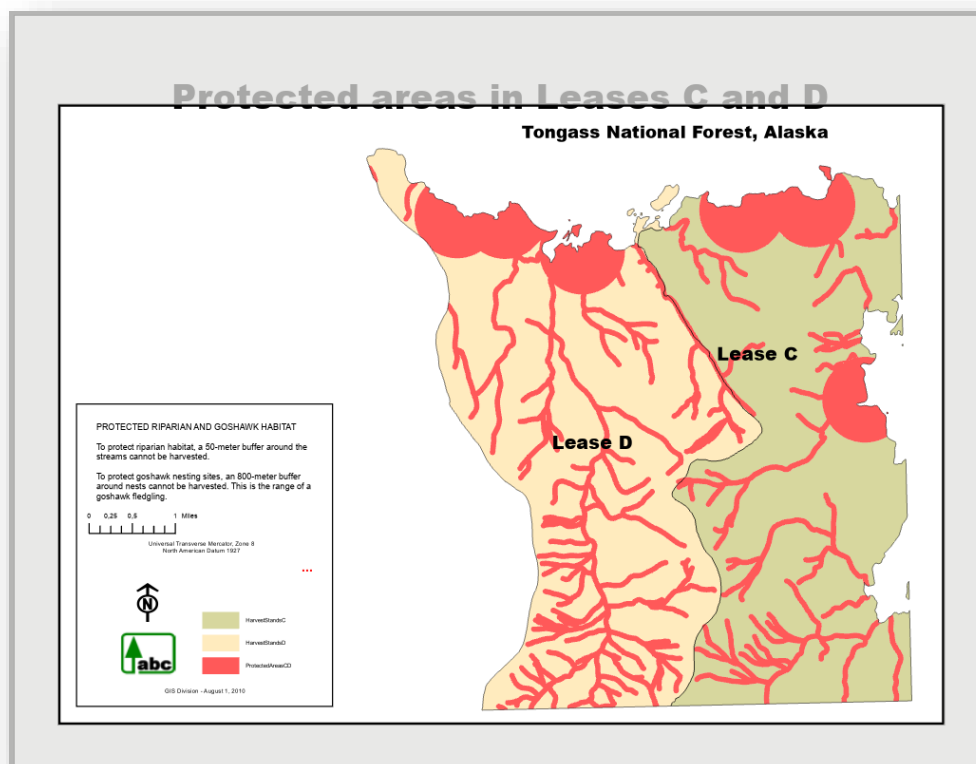 Protected areas in Leases C and D
Tongass National Forest, Alaska
Lease C
Lease D
PROTECTED RIPARIAN AND GOSHAWK HABITAT
To protect riparian habitat, a 50-meter buffer around the
streams cannot be harvested.
To protect goshawk nesting sites, an 800-meter buffer
around nests cannot be harvested. This is the range of a
goshawk fledgling.
0 0.25 0.5 1 Miles
Universal Transverse Mercator, Zone 8
North American Datum 1927
...
N
HarvestStandsC
HarvestStandsD
ProtectedAreasCD
abc
GIS Division - August 1, 2010